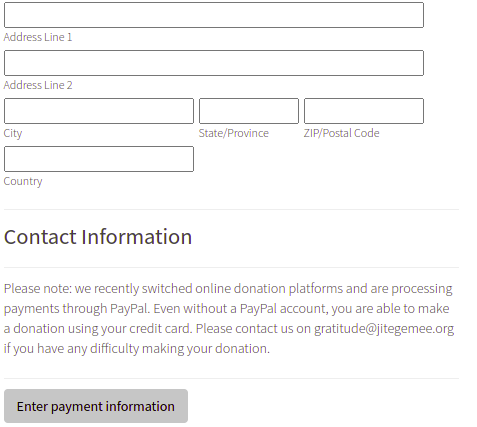 Address Line 1
Address Line 2
City State/Province ZIP/Postal Code
Country
Contact Information
Please note: we recently switched online donation platforms and are processing
payments through PayPal. Even without a PayPal account, you are able to make
a donation using your credit card. Please contact us on gratitude@jitegemee.org
if you have any difficulty making your donation.
Enter payment information